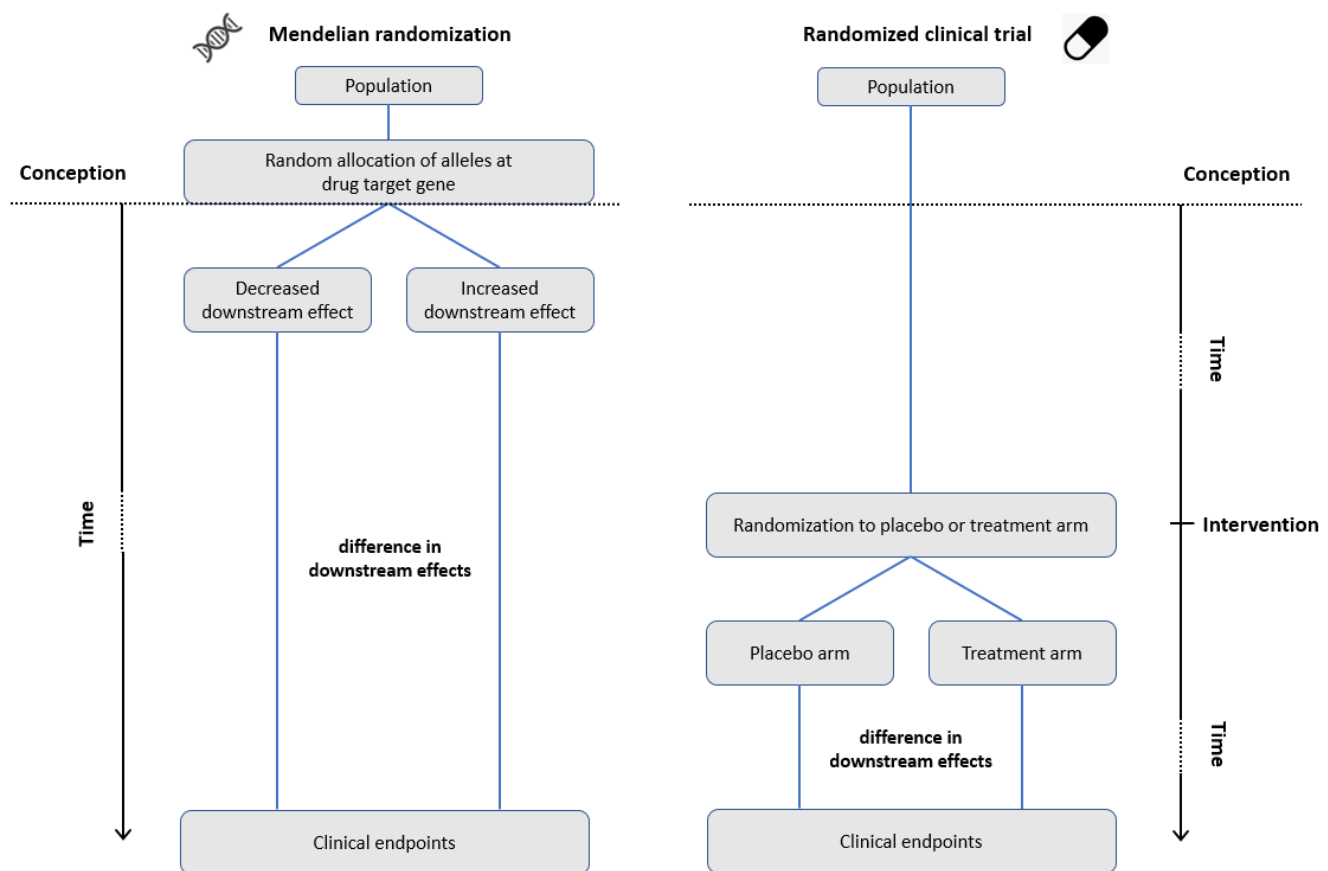 Mendelian randomization
Population
Random allocation of alleles at
drug target gene
Conception
Decreased
downstream effect
Increased
downstream effect
Time
difference in
downstream effects
Clinical endpoints
Randomized clinical trial
Population
Conception
Time
Randomization to placebo or treatment arm
Intervention
Placebo arm
Treatment arm
difference in
downstream effects
Time
Clinical endpoints